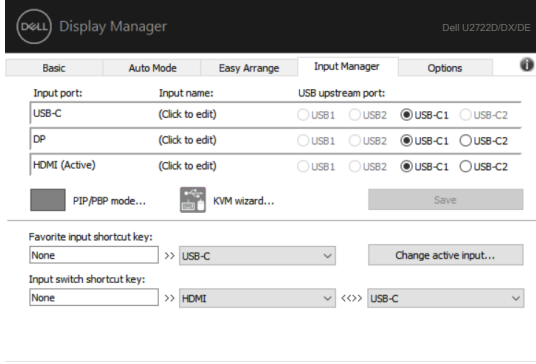 DELL Display Manager Dell U2722D/DX/DE
Basic Auto Mode Easy Arrange Input Manager Options
Input port: Input name: USB upstream port:
USB-C (Click to edit) USB1 USB2 USB-C1 USB-C2
DP (Click to edit) USB1 USB2 USB-C1 USB-C2
HDMI (Active) (Click to edit) USB1 USB2 USB-C1 USB-C2
PIP/PBP mode... KVM wizard... Save
Favorite input shortcut key:
None >> USB-C Change active input...
Input switch shortcut key:
None >> HDMI <<>> USB-C